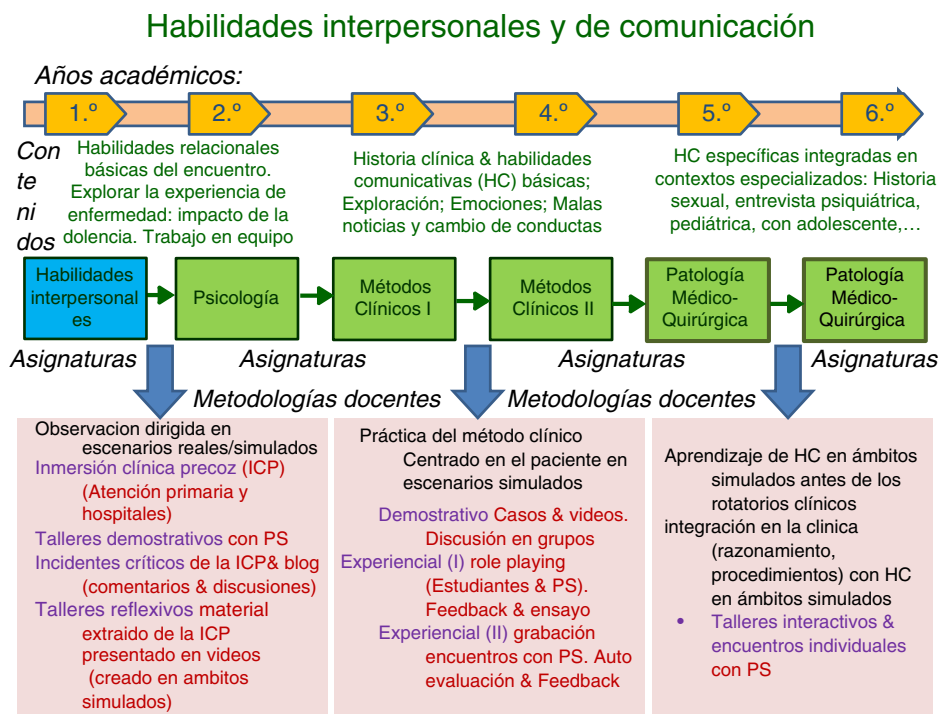 Habilidades interpersonales y de comunicación
Años académicos:
1.º
2.º
3.º
4.º
5.º
6.º
Con
te
ni
dos
Habilidades relacionales
básicas del encuentro.
Explorar la experiencia de
enfermedad: impacto de la
dolencia. Trabajo en equipo
Historia clínica & habilidades
comunicativas (HC) básicas;
Exploración; Emociones; Malas
noticias y cambio de conductas
HC específicas integradas en
contextos especializados: Historia
sexual, entrevista psiquiátrica,
pediátrica, con adolescente,…
Habilidades
interpersonal
es
Psicología
Métodos
Clínicos I
Métodos
Clínicos II
Patología
Médico-
Quirúrgica
Patología
Médico-
Quirúrgica
Asignaturas
Asignaturas
Asignaturas
Asignaturas
Metodologías docentes
Metodologías docentes
Observacion dirigida en
escenarios reales/simulados
Inmersión clínica precoz (ICP)
(Atención primaria y
hospitales)
Talleres demostrativos con PS
Incidentes críticos de la ICP& blog
(comentarios & discusiones)
Talleres reflexivos material
extraido de la ICP
presentado en videos
(creado en ambitos
simulados)
Práctica del método clínico
Centrado en el paciente en
escenarios simulados
Demostrativo Casos & videos.
Discusión en grupos
Experiencial (I) role playing
(Estudiantes & PS).
Feedback & ensayo
Experiencial (II) grabación
encuentros con PS. Auto
evaluación & Feedback
Aprendizaje de HC en ámbitos
simulados antes de los
rotatorios clínicos
integración en la clinica
(razonamiento,
procedimientos) con HC
en ámbitos simulados
• Talleres interactivos &
encuentros individuales
con PS